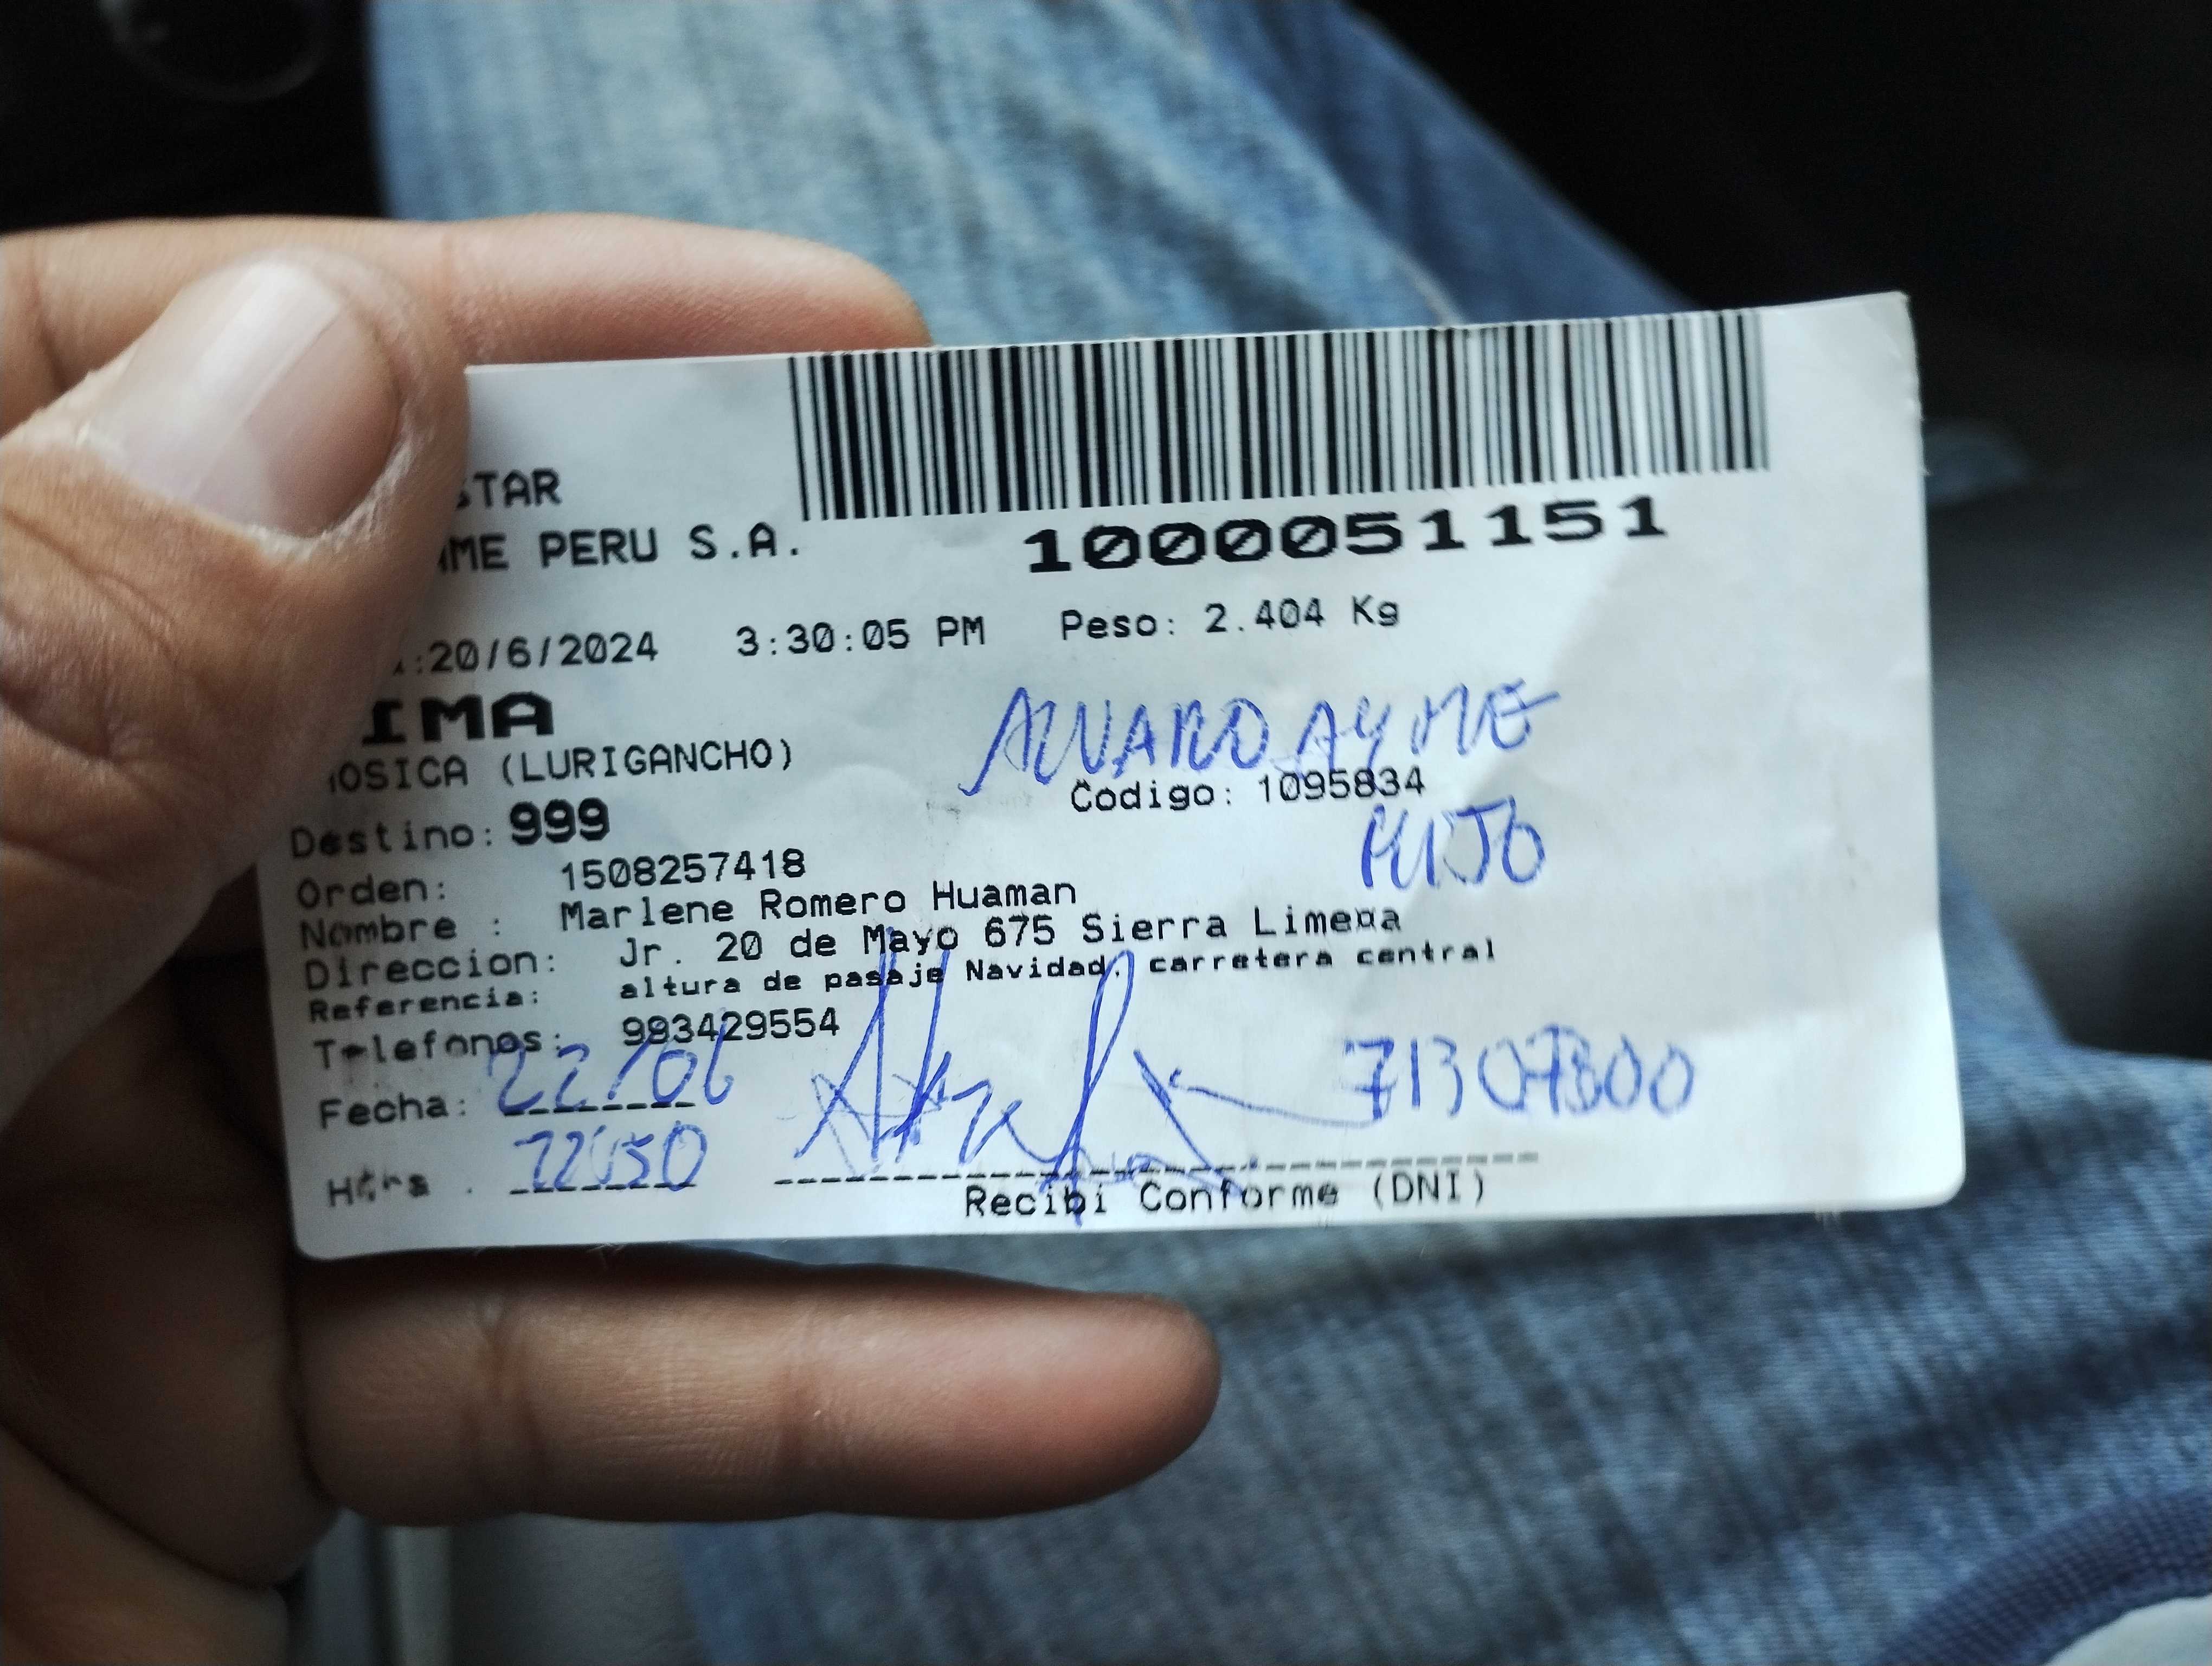 STAR
PERU S.A.
1000051151
:20/6/2024 3:30:05 PM Peso: 2.404 Kg
IMA
OSICA (LURIGANCHO)
ALVARO AYME
Codigo: 1095834
HIJO
Destino: 999
Orden: 1508257418
Nombre : Marlene Romero Huaman
Direccion: Jr. 20 de Mayo 675 Sierra Limeña
Referencia: altura de pasaje Navidad, carretera central
Telefonos: 993429554
Fecha: 22/06
71307800
Hora :
Recibi Conforme (DNI)